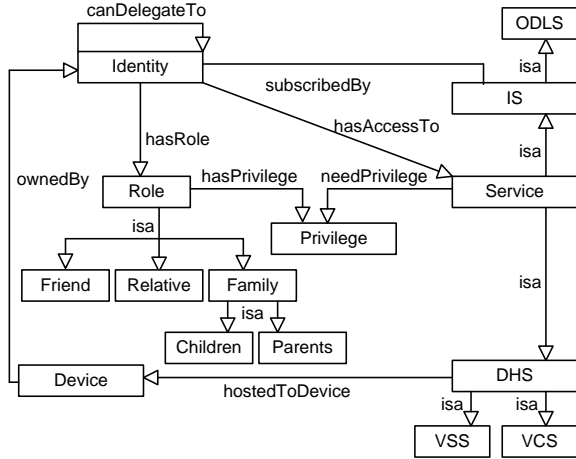 canDelegateTo
ODLS
Identity
isa
subscribedBy
IS
hasRole
hasAccessTo
isa
ownedBy
hasPrivilege
needPrivilege
Role
Service
isa
Privilege
Friend
Relative
Family
isa
isa
Children
Parents
Device
hostedToDevice
DHS
isa
isa
VSS
VCS